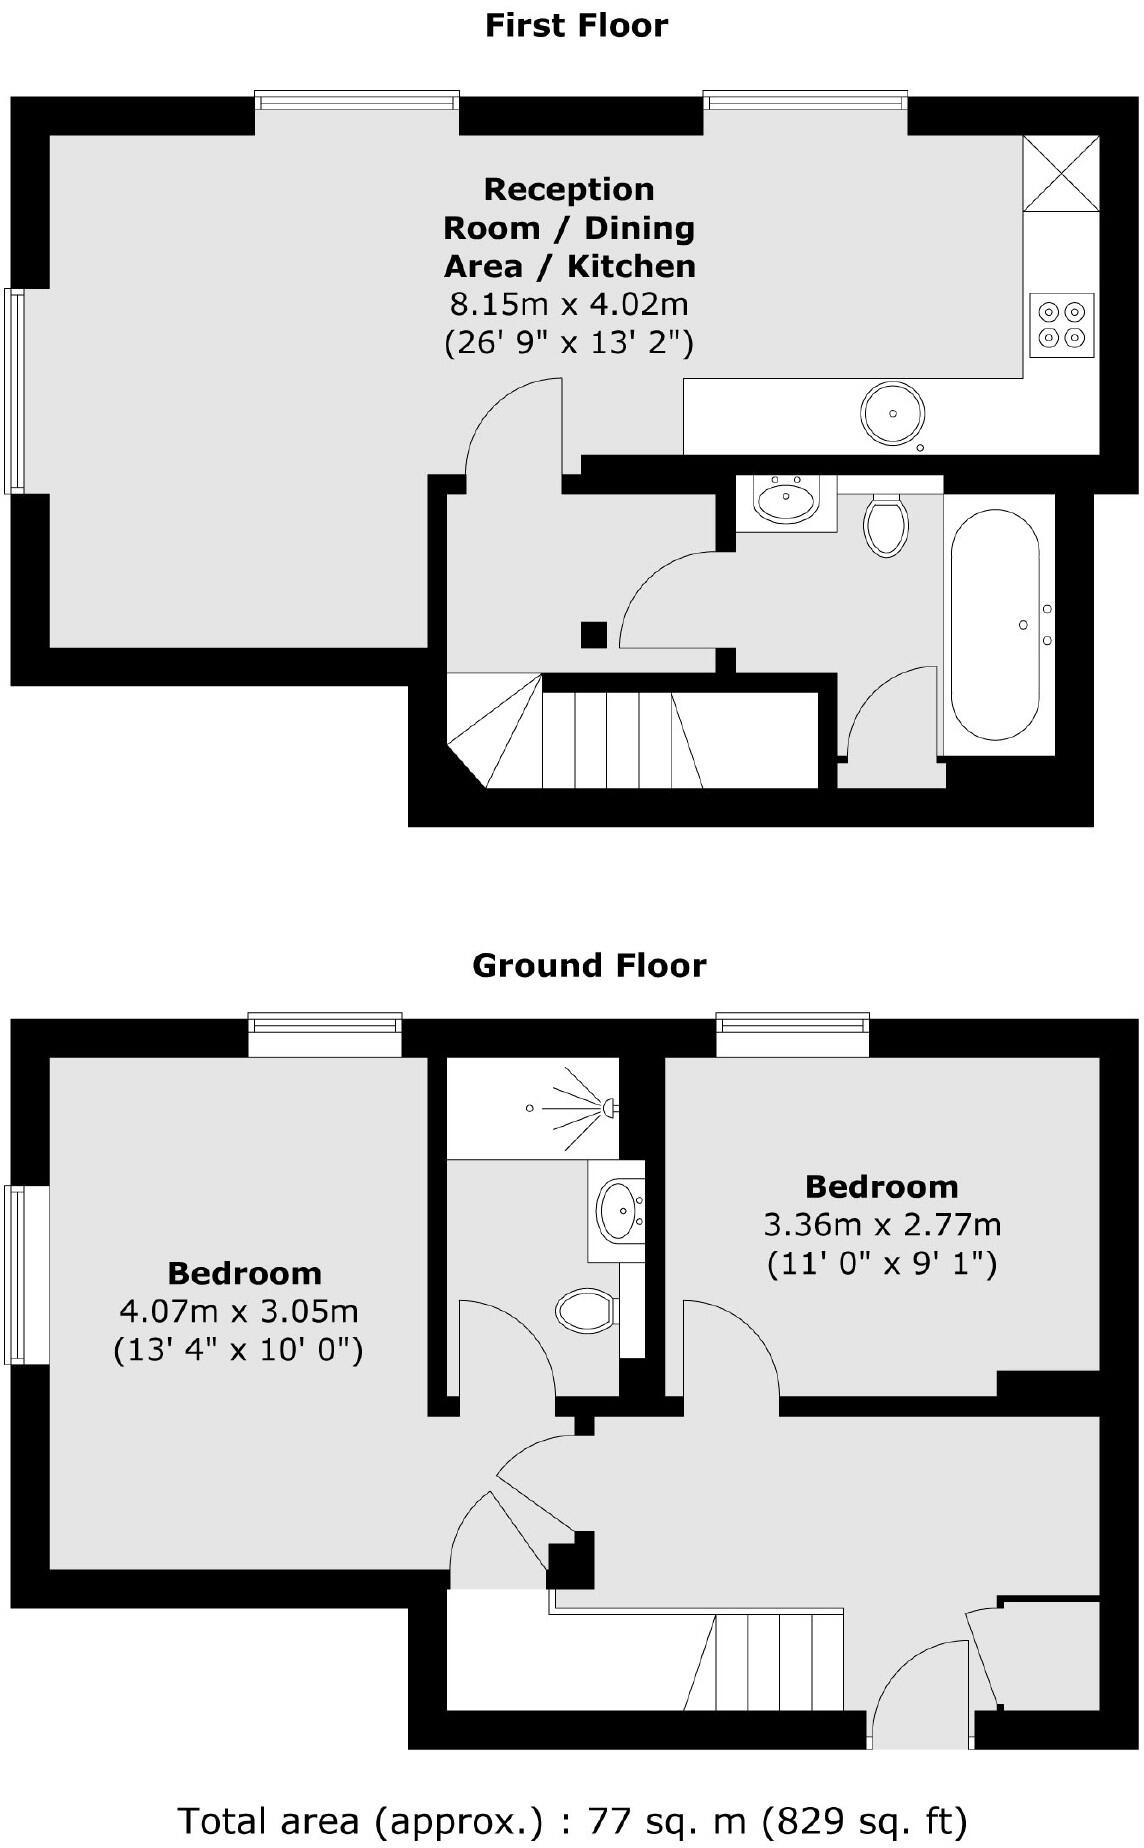 First Floor
Reception
Room / Dining
Area / Kitchen
8.15m x 4.02m
(26' 9" x 13' 2")
Ground Floor
Bedroom
3.36m x 2.77m
(11' 0" x 9' 1")
Bedroom
4.07m x 3.05m
(13' 4" x 10' 0")
Total area (approx.) : 77 sq. m (829 sq. ft)